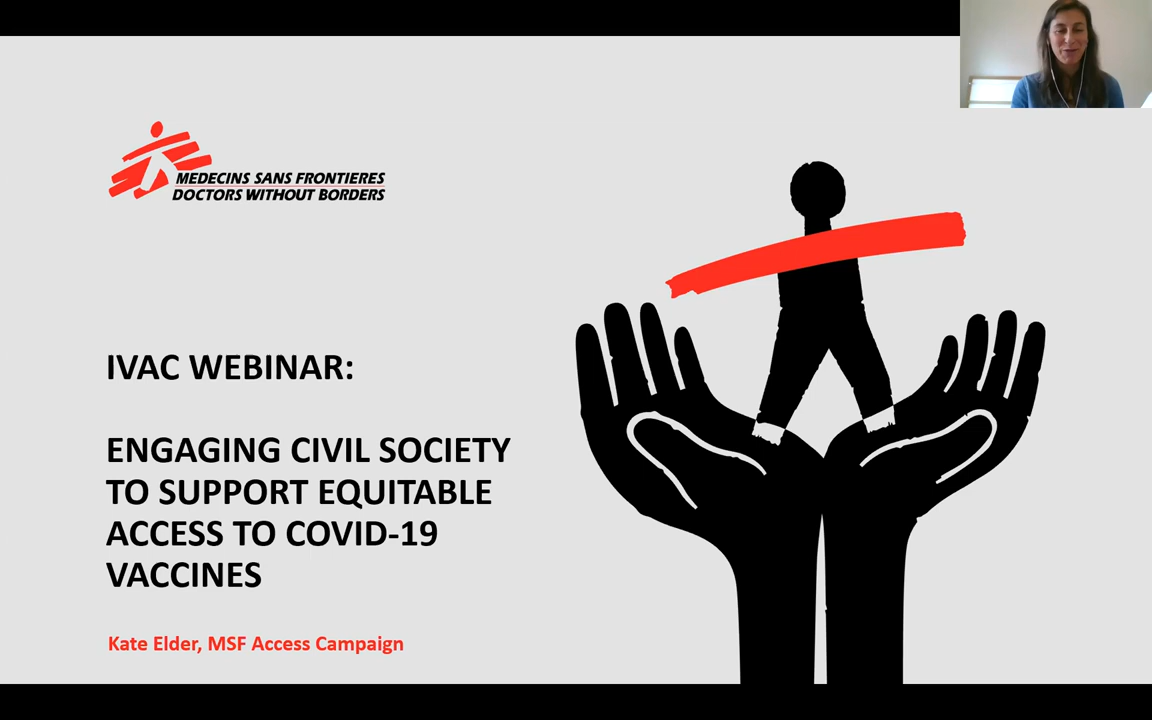 MEDECINS SANS FRONTIERES
DOCTORS WITHOUT BORDERS
IVAC WEBINAR:
ENGAGING CIVIL SOCIETY
TO SUPPORT EQUITABLE
ACCESS TO COVID-19
VACCINES
Kate Elder, MSF Access Campaign